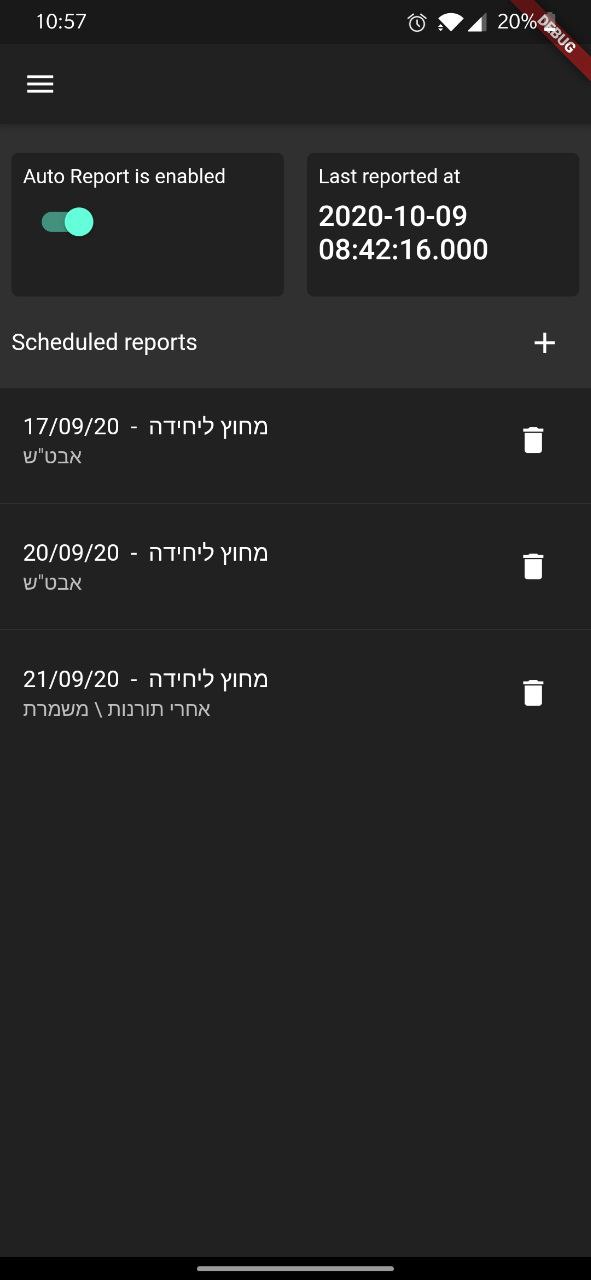 10:57
20%
DEBUG
Auto Report is enabled
Last reported at
2020-10-09
08:42:16.000
Scheduled reports
17/09/20 - מחוץ ליחידה
אבט"ש
20/09/20 - מחוץ ליחידה
אבט"ש
21/09/20 - מחוץ ליחידה
אחרי תורנות \ משמרת